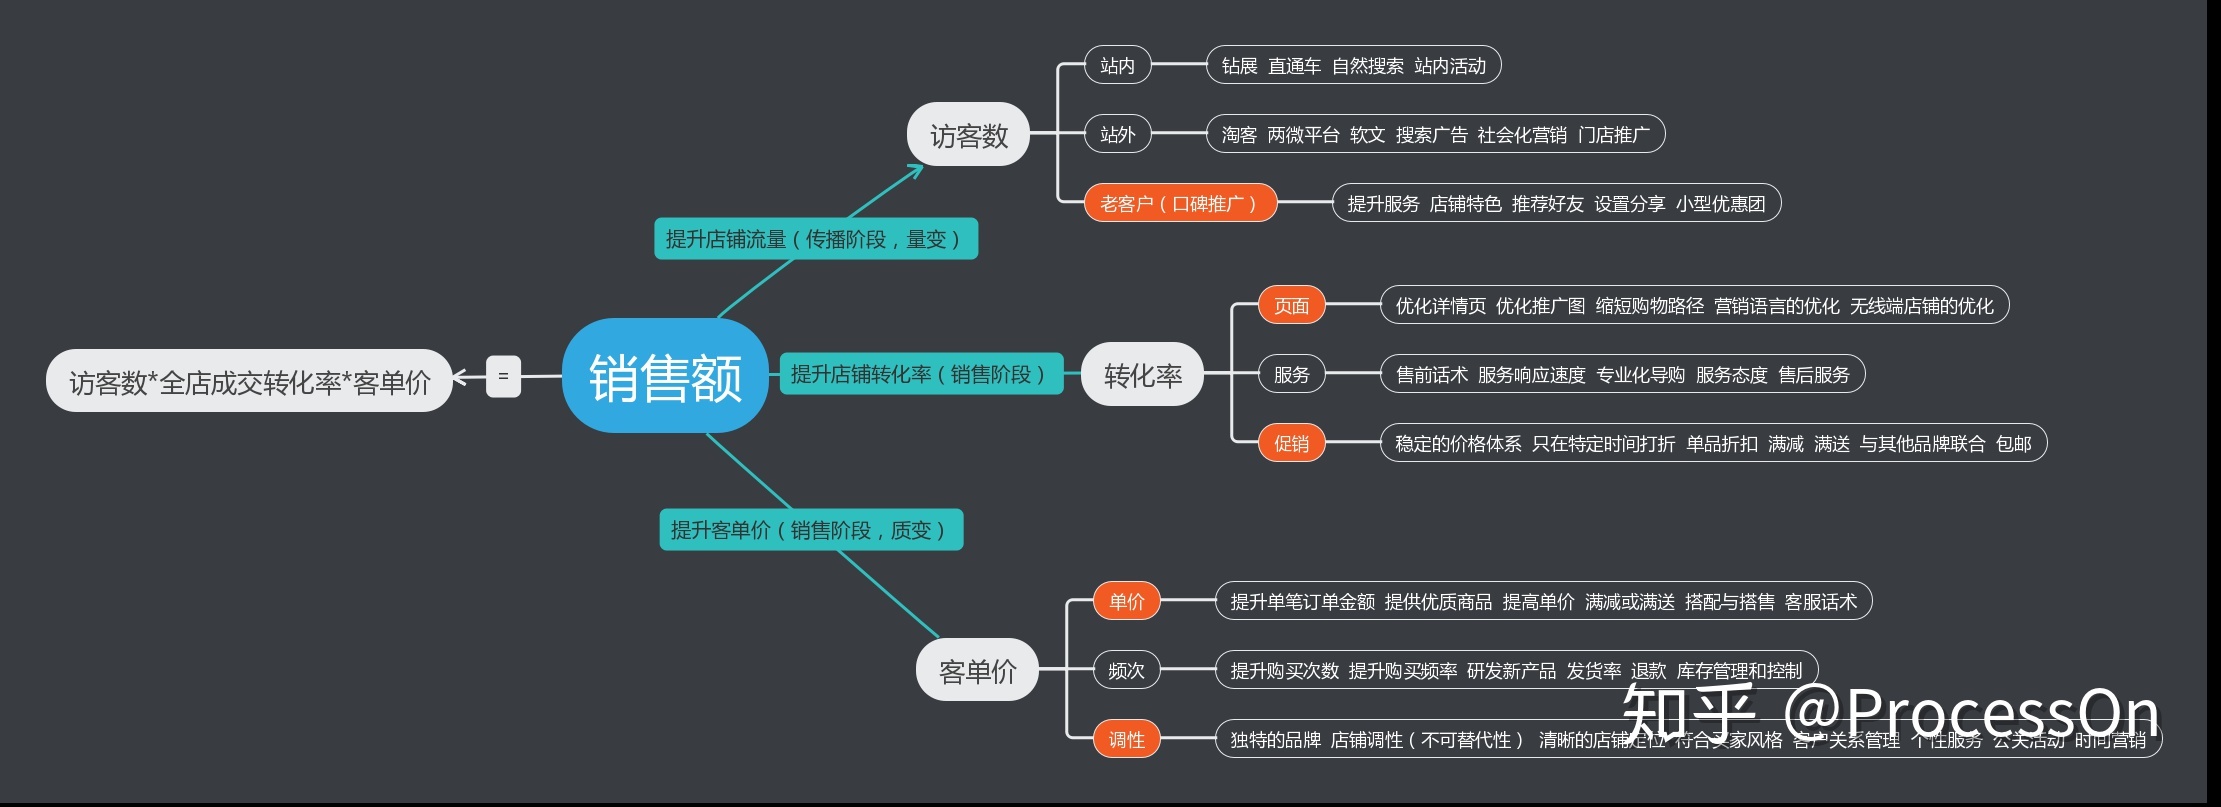 站内
钻展 直通车 自然搜索 站内活动
访客数
站外
淘客 两微平台 软文 搜索广告 社会化营销 门店推广
老客户（口碑推广）
提升服务 店铺特色 推荐好友 设置分享 小型优惠团
提升店铺流量（传播阶段，量变）
页面
优化详情页 优化推广图 缩短购物路径 营销语言的优化 无线端店铺的优化
访客数*全店成交转化率*客单价
=
销售额
提升店铺转化率（销售阶段）
转化率
服务
售前话术 服务响应速度 专业化导购 服务态度 售后服务
促销
稳定的价格体系 只在特定时间打折 单品折扣 满减 满送 与其他品牌联合 包邮
提升客单价（销售阶段，质变）
单价
提升单笔订单金额 提供优质商品 提高单价 满减或满送 搭配与搭售 客服话术
客单价
频次
提升购买次数 提升购买频率 研发新产品 发货率 退款 库存管理和控制
调性
独特的品牌 店铺调性（不可替代性） 清晰的店铺定位 符合买家风格 客户关系管理 个性服务 公关活动 时间营销
知乎 @ProcessOn